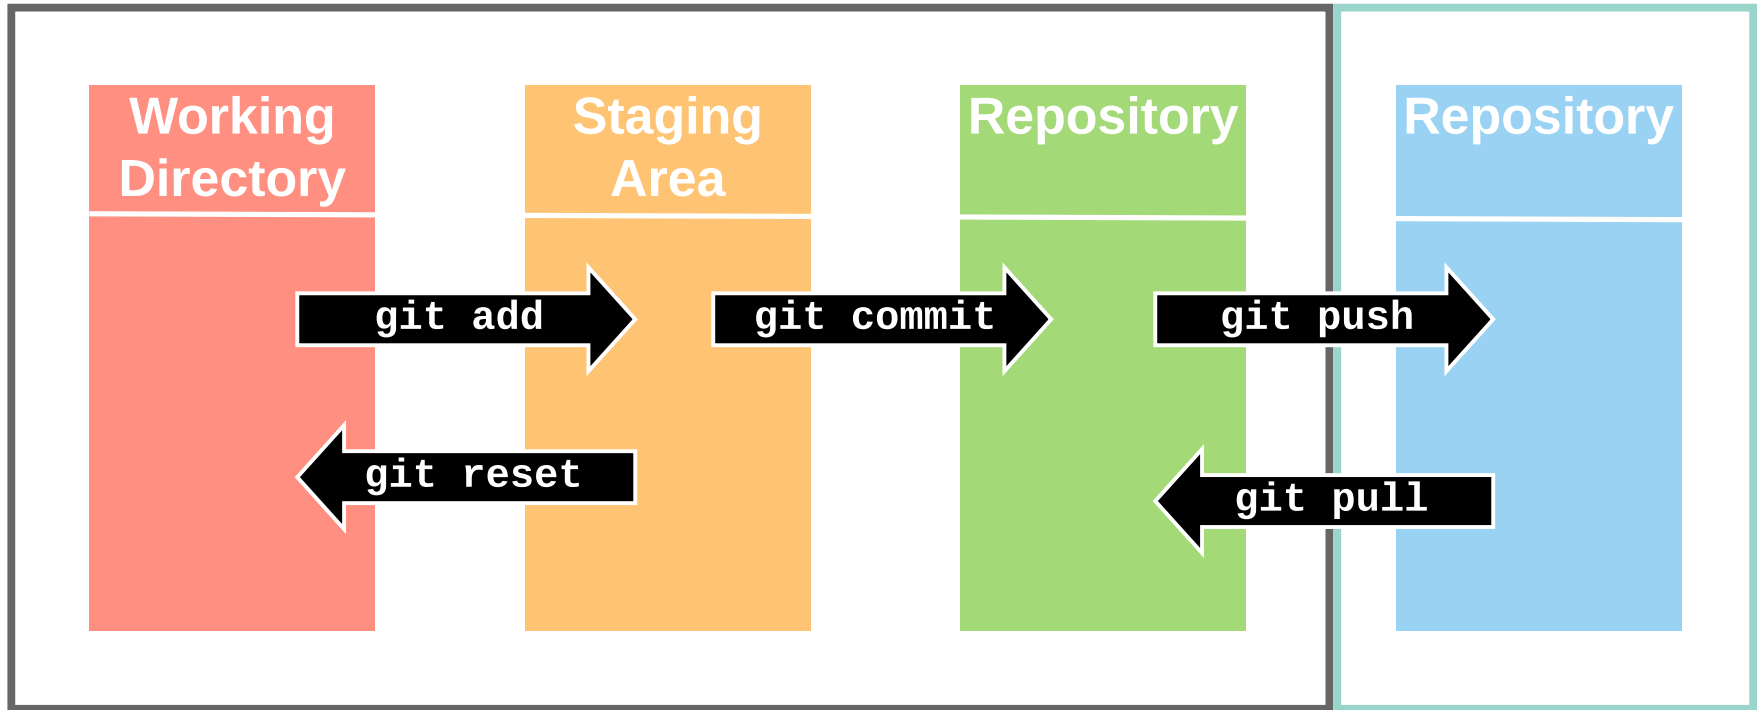 Working
Directory
Staging
Area
Repository
Repository
git add
git commit
git push
git reset
git pull